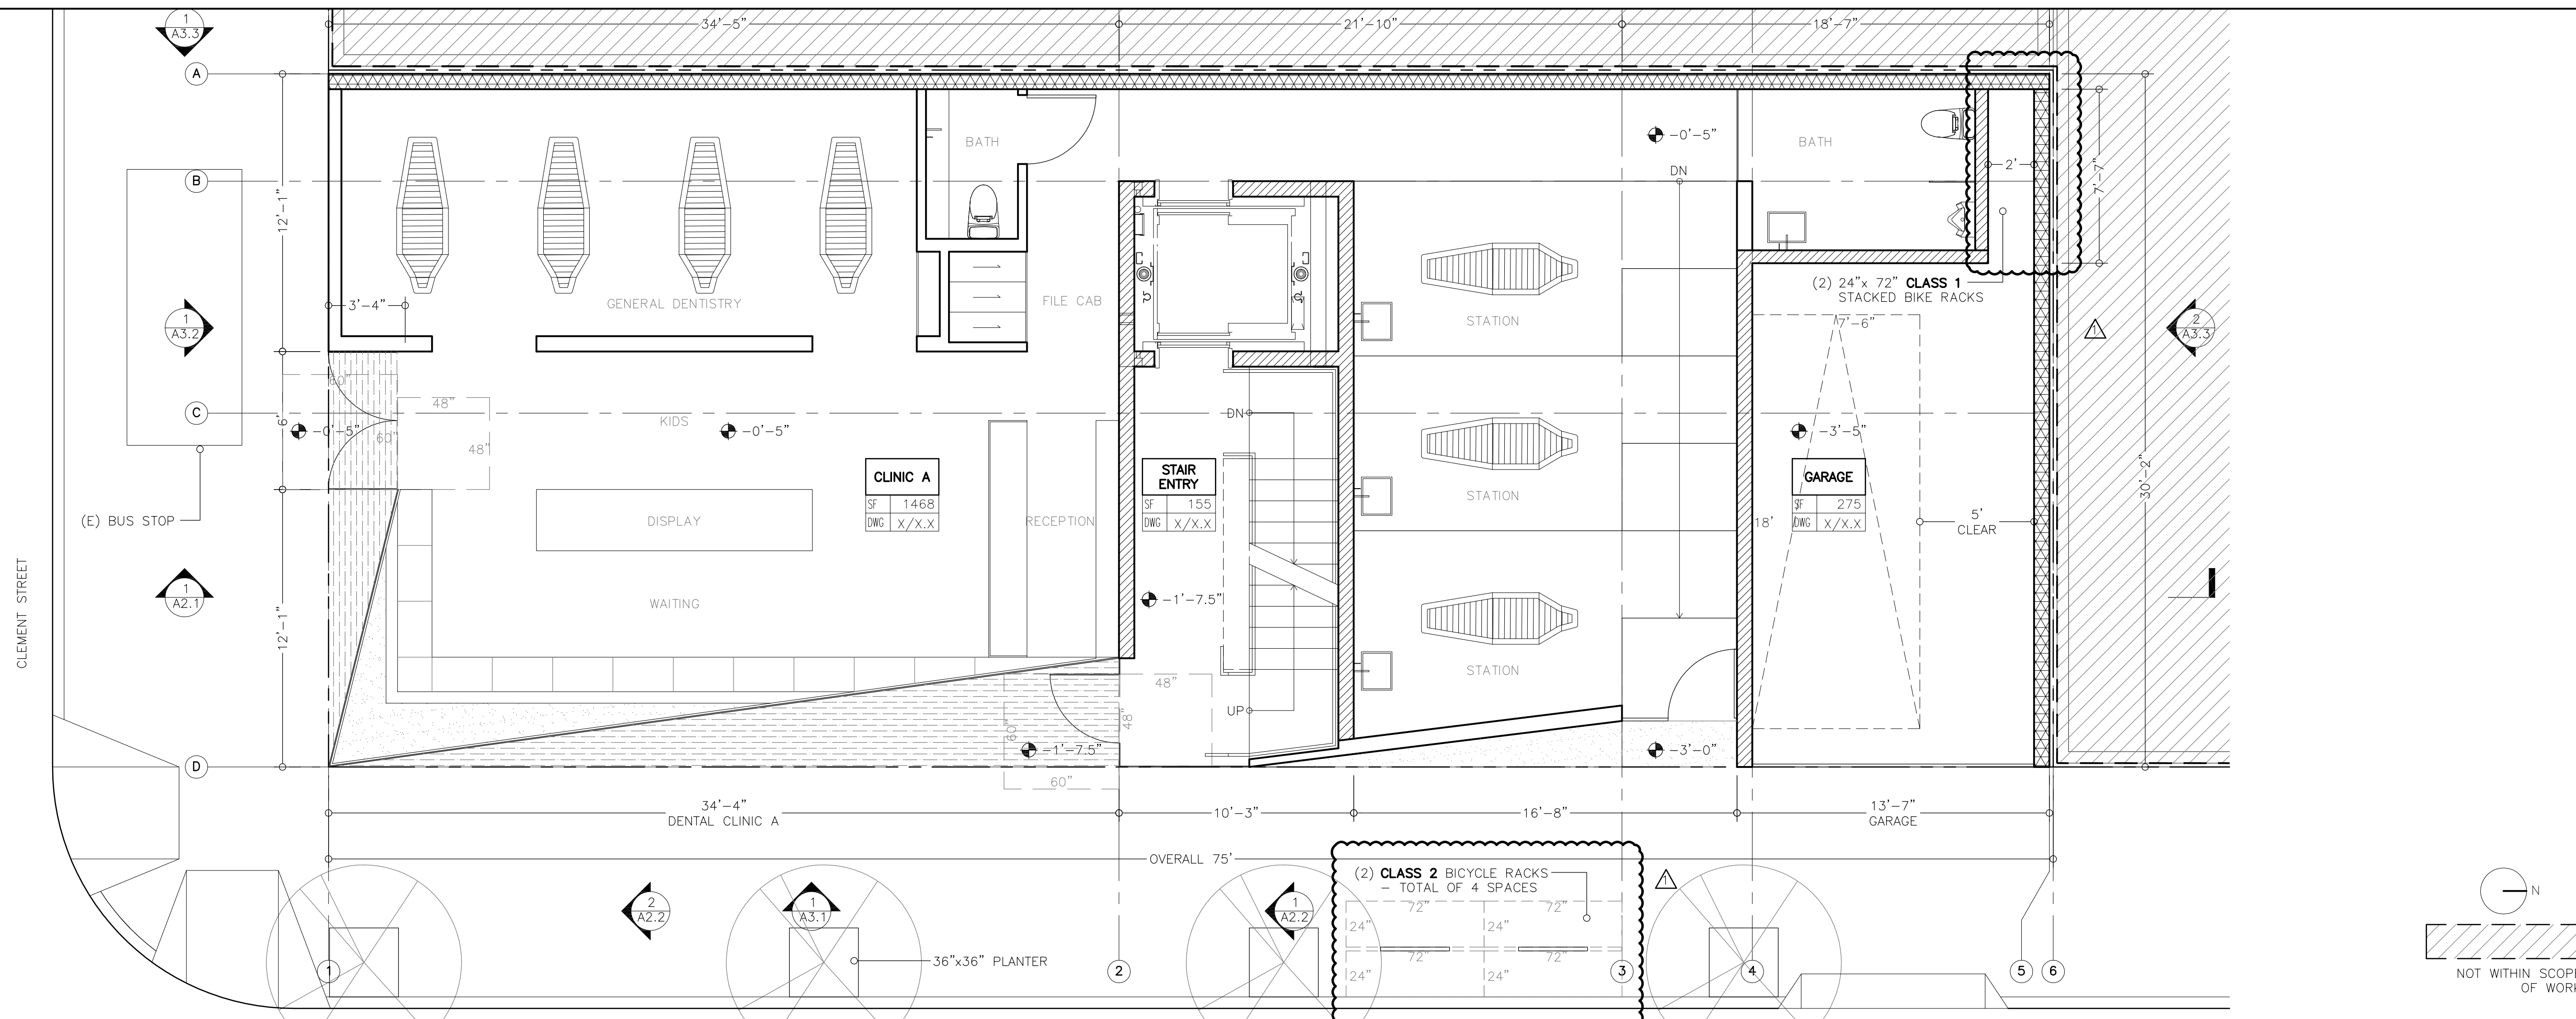 34'-5"
21'-10"
18'-7"
1
A3.3
A
BATH
-0'-5"
BATH
DN
2'
7'-7"
B
12'-1"
(2) 24"x 72" CLASS 1
STACKED BIKE RACKS
3'-4"
GENERAL DENTISTRY
FILE CAB
STATION
7'-6"
1
A3.2
1
2
A3.3
60"
48"
C
6'
-0'-5"
60"
48"
KIDS
-0'-5"
DN
-3'-5"
CLINIC A
SF 1468
DWG X/X.X
STAIR
ENTRY
SF 155
DWG X/X.X
STATION
GARAGE
SF 275
DWG X/X.X
30'-2"
(E) BUS STOP
DISPLAY
RECEPTION
18'
5'
CLEAR
CLEMENT STREET
1
A2.1
12'-1"
WAITING
-1'-7.5"
STATION
48"
48"
60"
UP
-1'-7.5"
-3'-0"
D
60"
34'-4"
DENTAL CLINIC A
10'-3"
16'-8"
13'-7"
GARAGE
OVERALL 75'
(2) CLASS 2 BICYCLE RACKS
- TOTAL OF 4 SPACES
1
2
A2.2
1
A3.1
1
A2.2
72"
72"
24"
24"
72"
72"
24"
24"
36"x36" PLANTER
N
1
2
3
4
5
6
NOT WITHIN SCOPE
OF WORK